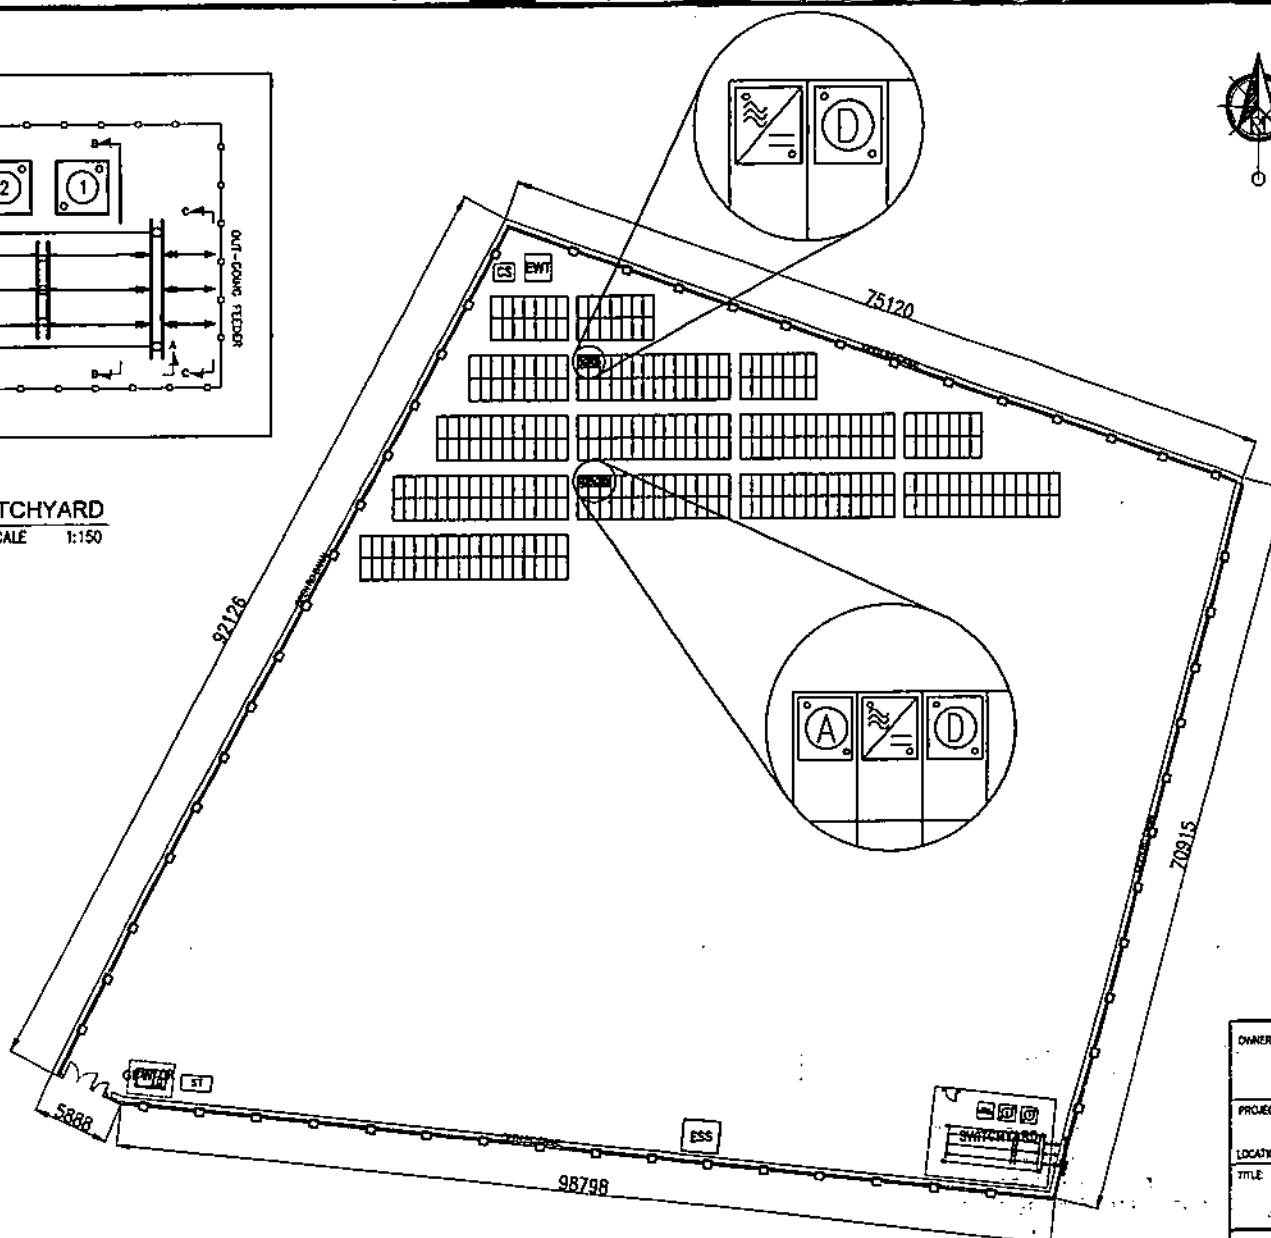 D
2
1
B
C
OUT-GOING FEEDER
A
B
C
CS
EWT
75120
TCHYARD
CALE 1:150
92126
A
D
70915
ST
5888
ESS
SWITCHYARD
98798
OWNER
PROJE
LOCATI
TITLE